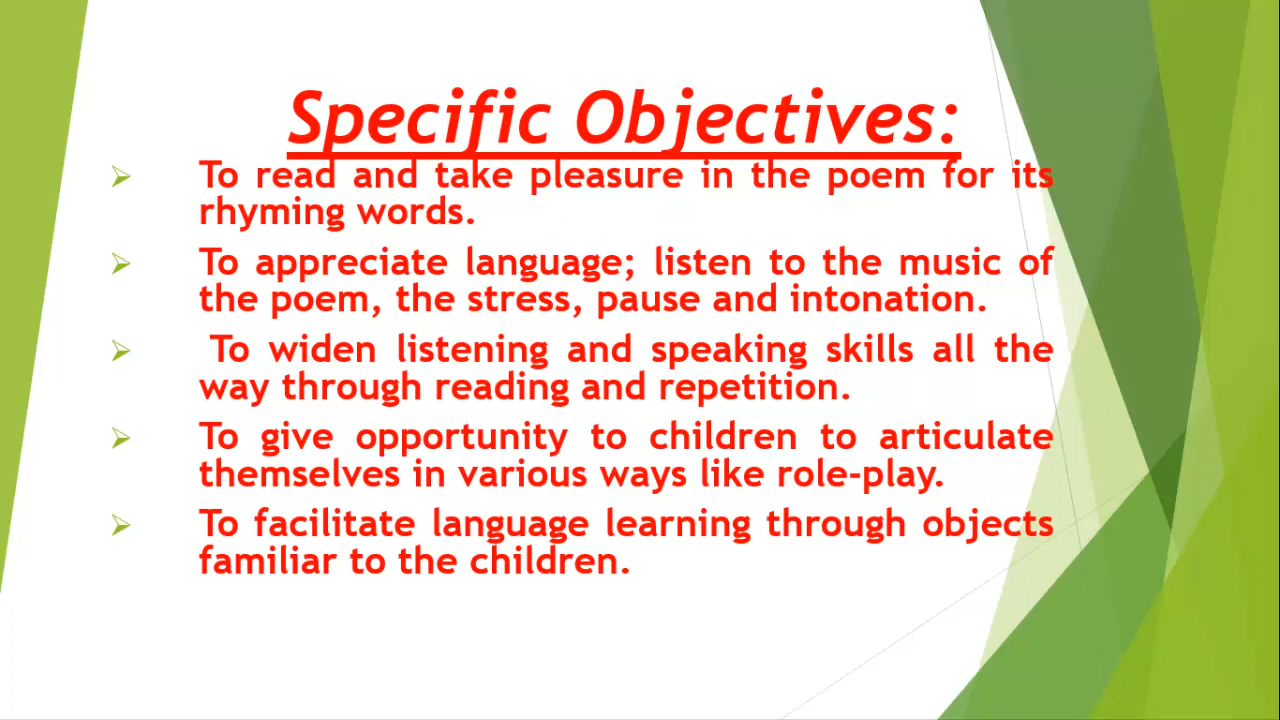 Specific Objectives:
To read and take pleasure in the poem for its
rhyming words.
To appreciate language; listen to the music of
the poem, the stress, pause and intonation.
To widen listening and speaking skills all the
way through reading and repetition.
To give opportunity to children to articulate
themselves in various ways like role-play.
To facilitate language learning through objects
familiar to the children.